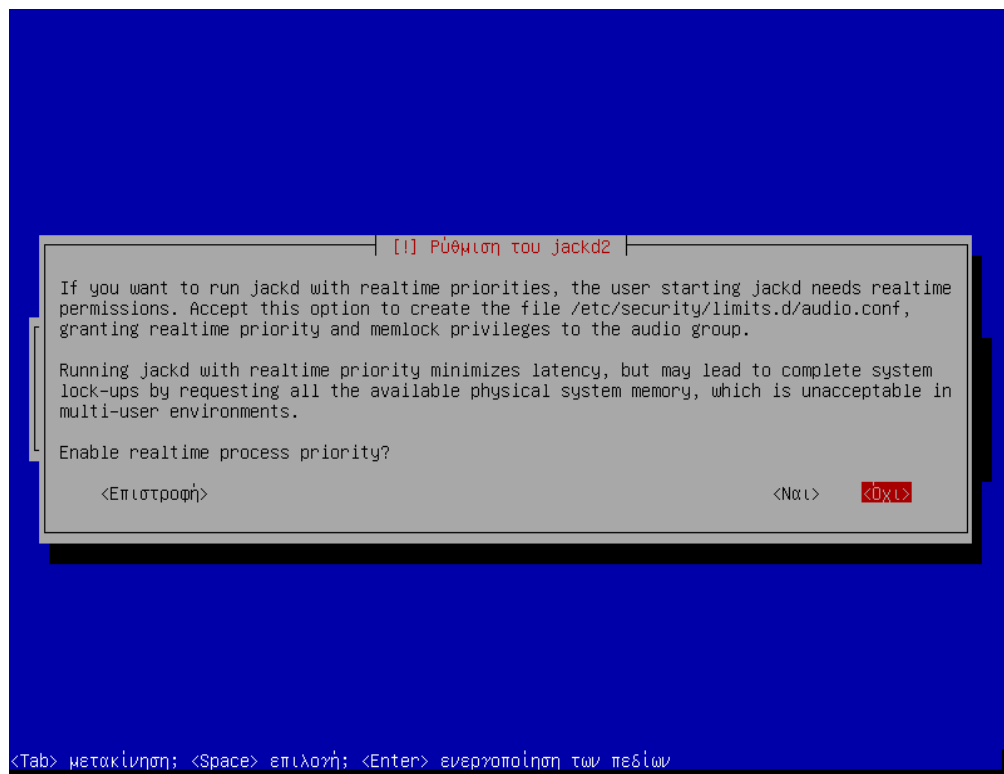 [!] Ρύθμιση του jackd2
If you want to run jackd with realtime priorities, the user starting jackd needs realtime
permissions. Accept this option to create the file /etc/security/limits.d/audio.conf,
granting realtime priority and memlock privileges to the audio group.
Running jackd with realtime priority minimizes latency, but may lead to complete system
lock-ups by requesting all the available physical system memory, which is unacceptable in
multi-user environments.
Enable realtime process priority?
<Επιστροφή> <Ναι> <Όχι>
<Tab> μετακίνηση; <Space> επιλογή; <Enter> ενεργοποίηση των πεδίων